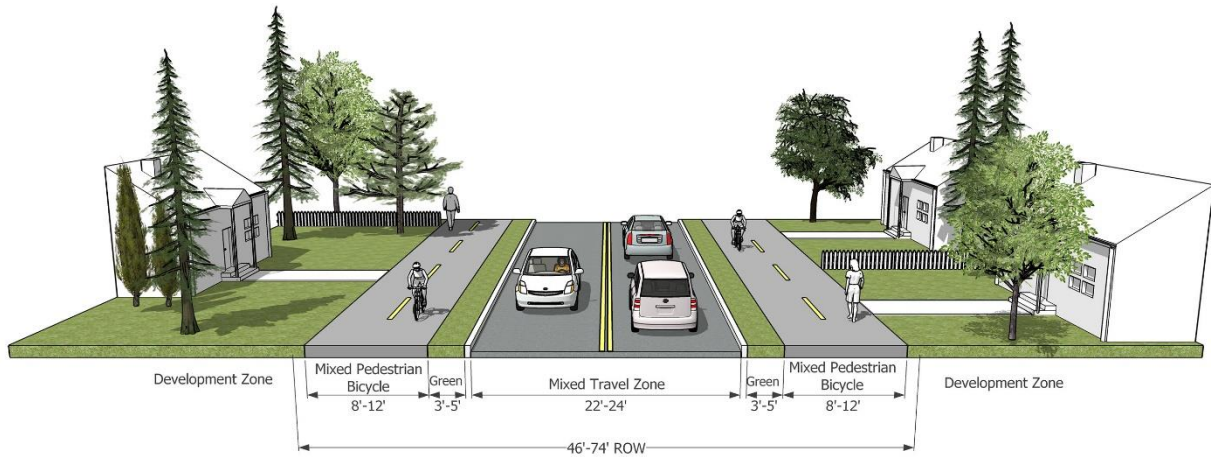 Development Zone
Mixed Pedestrian
Bicycle
8'-12'
Green
3'-5'
Mixed Travel Zone
22'-24'
Green
3'-5'
Mixed Pedestrian
Bicycle
8'-12'
Development Zone
46'-74' ROW